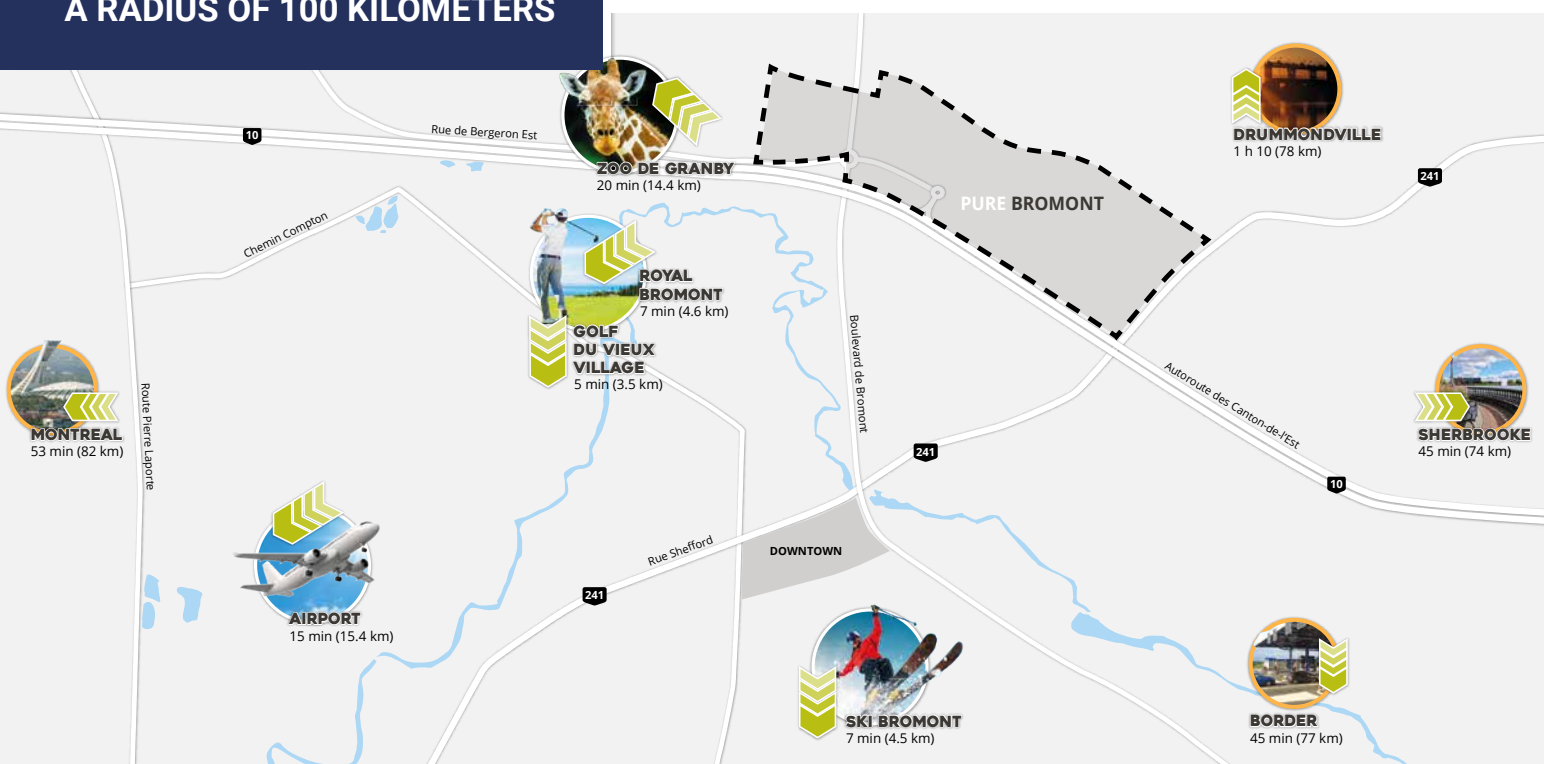 A RADIUS OF 100 KILOMETERS
10
Rue de Bergeron Est
ZOO DE GRANBY
20 min (14.4 km)
DRUMMONDVILLE
1 h 10 (78 km)
241
PURE BROMONT
Chemin Compton
ROYAL
BROMONT
7 min (4.6 km)
GOLF
DU VIEUX
VILLAGE
5 min (3.5 km)
Boulevard de Bromont
Autoroute des Canton-de-l'Est
MONTREAL
53 min (82 km)
Route Pierre Laporte
SHERBROOKE
45 min (74 km)
241
10
Rue Shefford
DOWNTOWN
241
AIRPORT
15 min (15.4 km)
SKI BROMONT
7 min (4.5 km)
BORDER
45 min (77 km)